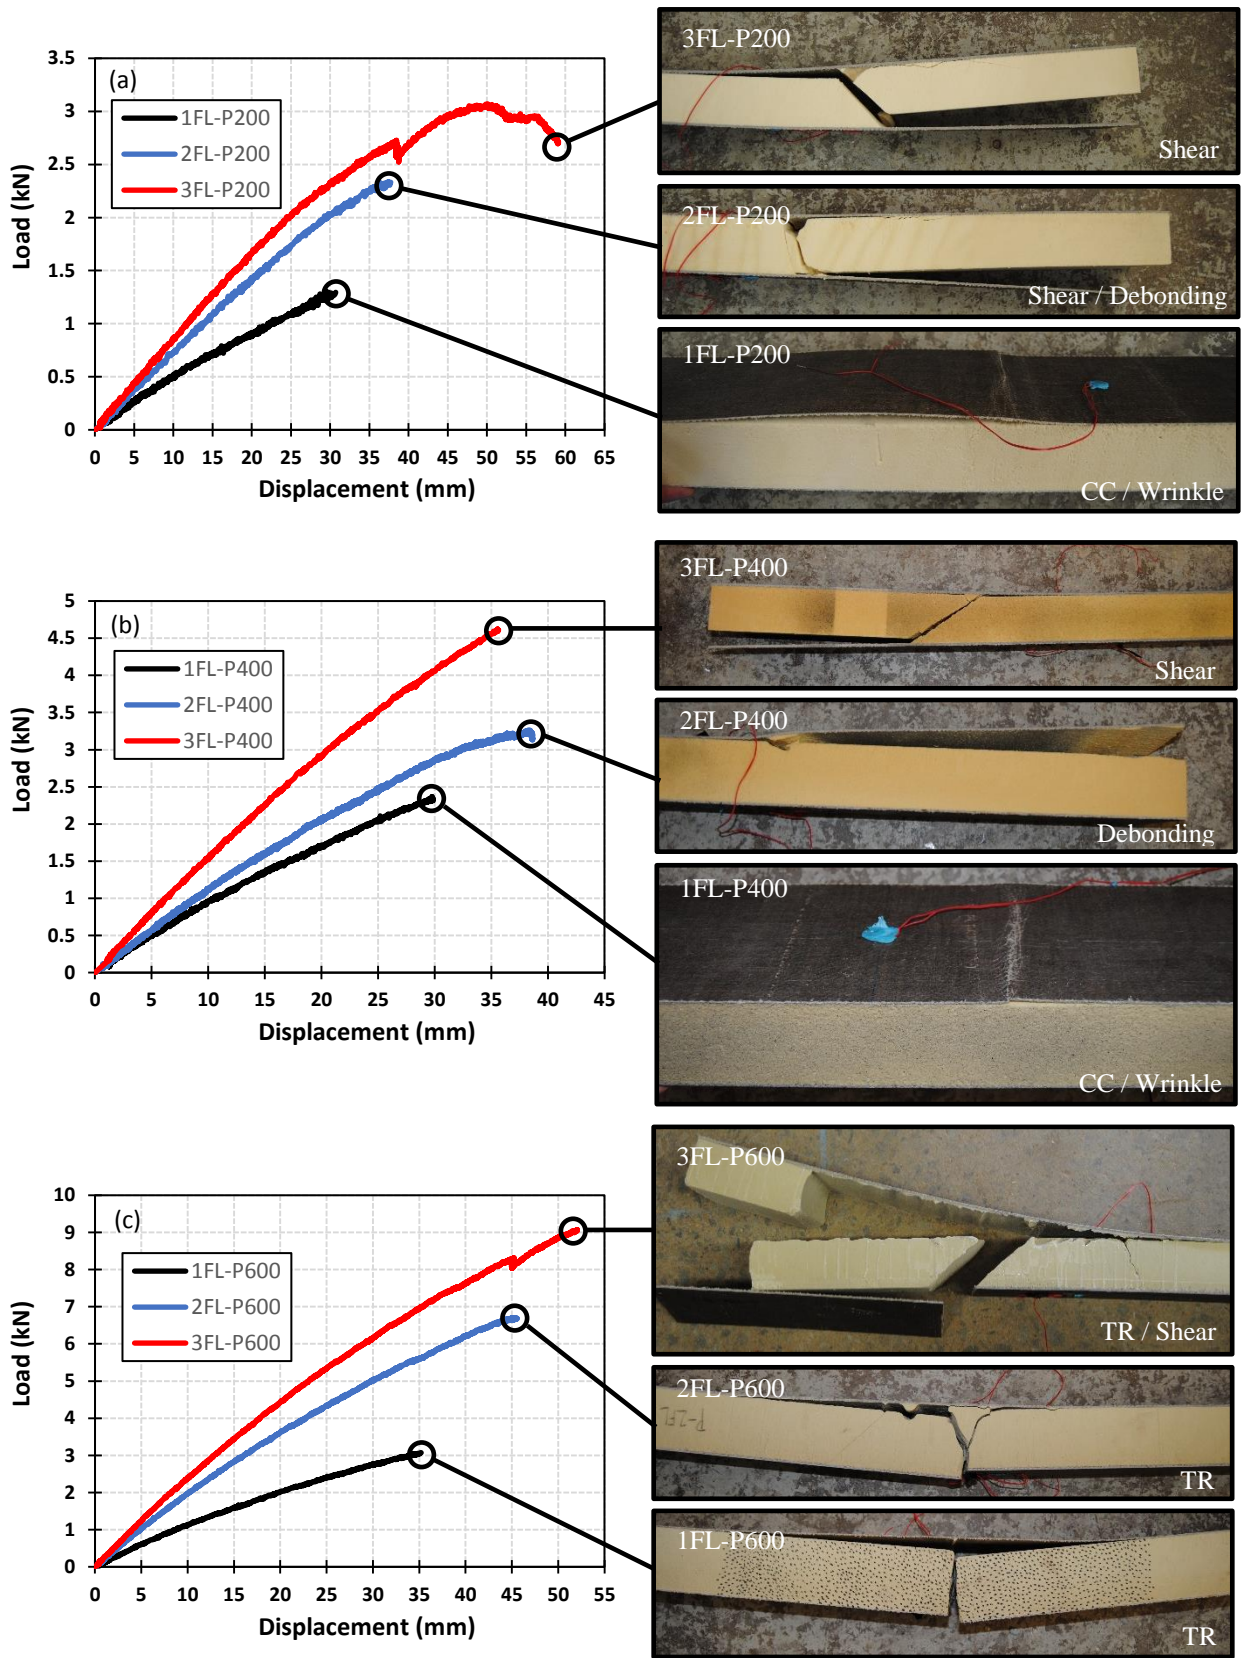 (a)
1FL-P200
2FL-P200
3FL-P200
Load (kN)
3.5
3
2.5
2
1.5
1
0.5
0
0 5 10 15 20 25 30 35 40 45 50 55 60 65
Displacement (mm)
3FL-P200
Shear
2FL-P200
Shear / Debonding
1FL-P200
CC / Wrinkle
(b)
1FL-P400
2FL-P400
3FL-P400
Load (kN)
5
4.5
4
3.5
3
2.5
2
1.5
1
0.5
0
0 5 10 15 20 25 30 35 40 45
Displacement (mm)
3FL-P400
Shear
2FL-P400
Debonding
1FL-P400
CC / Wrinkle
(c)
1FL-P600
2FL-P600
3FL-P600
Load (kN)
10
9
8
7
6
5
4
3
2
1
0
0 5 10 15 20 25 30 35 40 45 50 55
Displacement (mm)
3FL-P600
TR / Shear
2FL-P600
TR
1FL-P600
TR